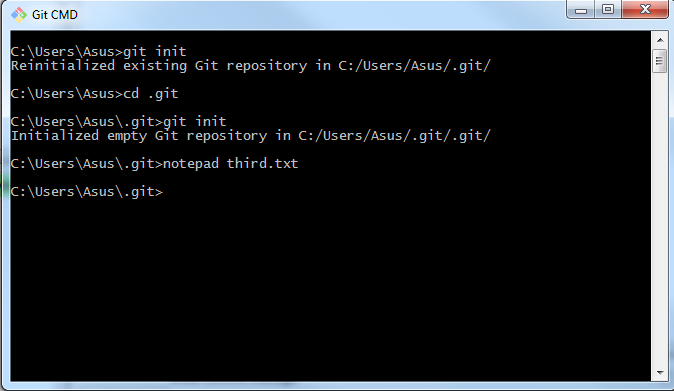 Git CMD
C:\Users\Asus>git init
Reinitialized existing Git repository in C:/Users/Asus/.git/
C:\Users\Asus>cd .git
C:\Users\Asus\.git>git init
Initialized empty Git repository in C:/Users/Asus/.git/.git/
C:\Users\Asus\.git>notepad third.txt
C:\Users\Asus\.git>